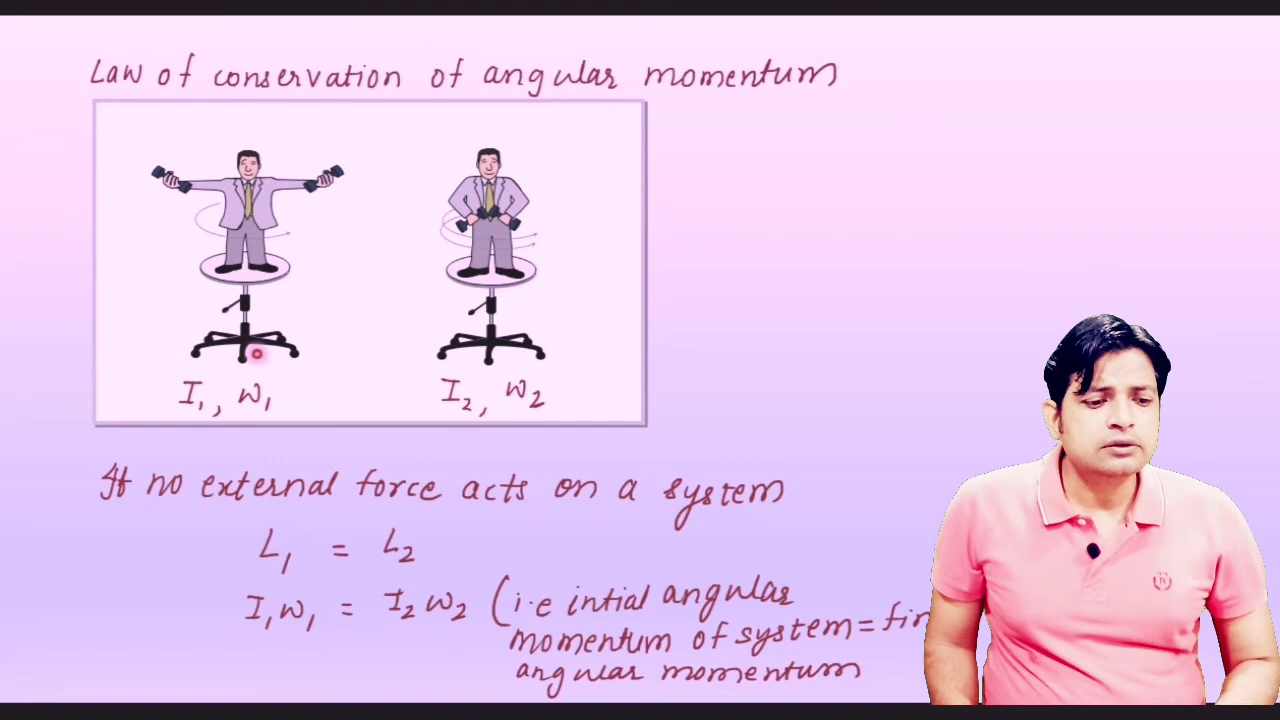 Law of conservation of angular momentum
I₁, w₁
I₂, w₂
If no external force acts on a system
L₁ = L₂
I₁w₁ = I₂w₂ (i.e intial angular
momentum of system =
angular momentum